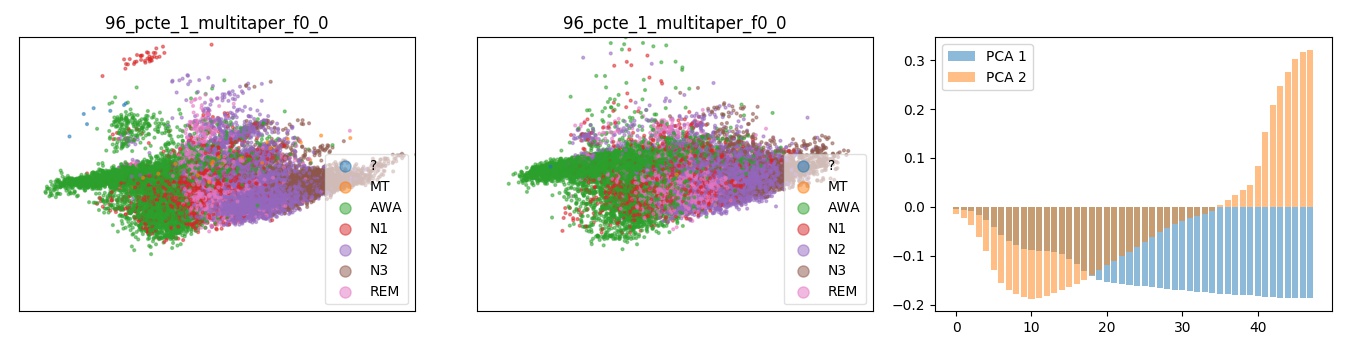 96_pcte_1_multitaper_f0_0
?
MT
AWA
N1
N2
N3
REM
96_pcte_1_multitaper_f0_0
?
MT
AWA
N1
N2
N3
REM
PCA 1
PCA 2
0.3
0.2
0.1
0.0
−0.1
−0.2
0
10
20
30
40